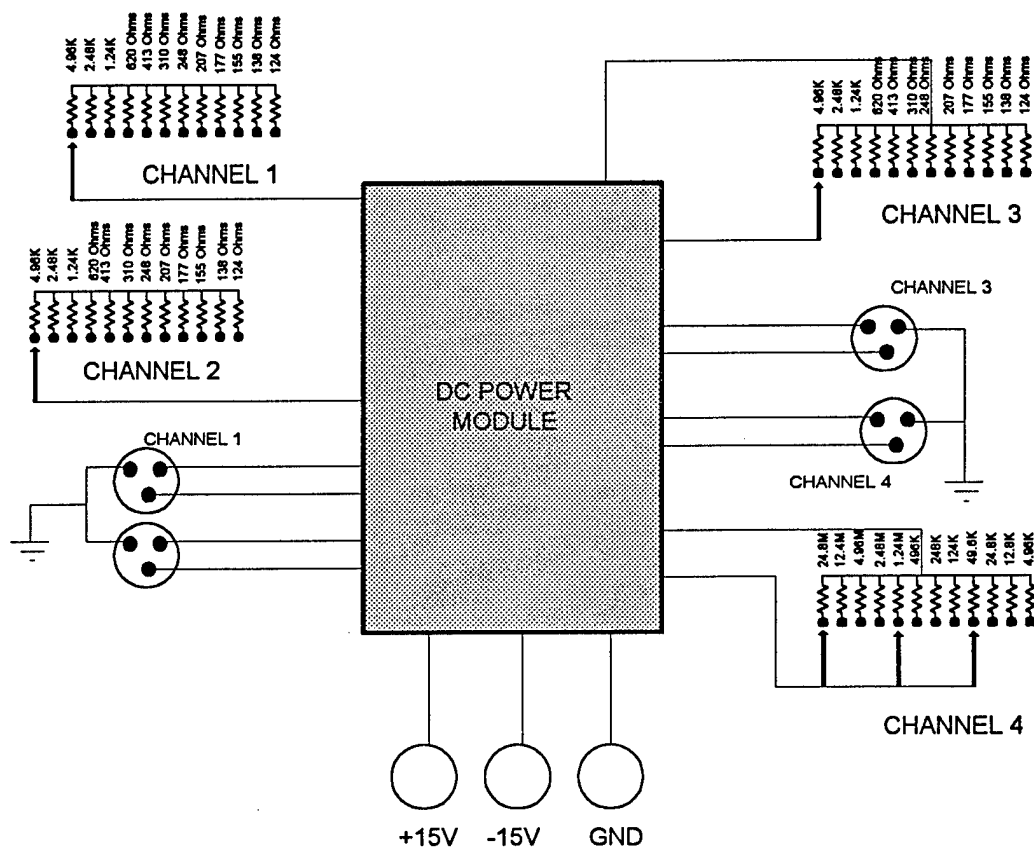 4.96K
2.48K
1.24K
620 Ohms
413 Ohms
310 Ohms
248 Ohms
207 Ohms
177 Ohms
155 Ohms
138 Ohms
124 Ohms
CHANNEL 1
4.96K
2.48K
1.24K
620 Ohms
413 Ohms
310 Ohms
248 Ohms
207 Ohms
177 Ohms
155 Ohms
138 Ohms
124 Ohms
CHANNEL 3
4.96K
2.48K
1.24K
620 Ohms
413 Ohms
310 Ohms
248 Ohms
207 Ohms
177 Ohms
155 Ohms
138 Ohms
124 Ohms
CHANNEL 2
CHANNEL 3
DC POWER
MODULE
CHANNEL 1
CHANNEL 4
24.8M
12.4M
4.96M
2.48M
1.24M
496K
248K
124K
49.6K
24.8K
12.8K
4.96K
CHANNEL 4
+15V
-15V
GND